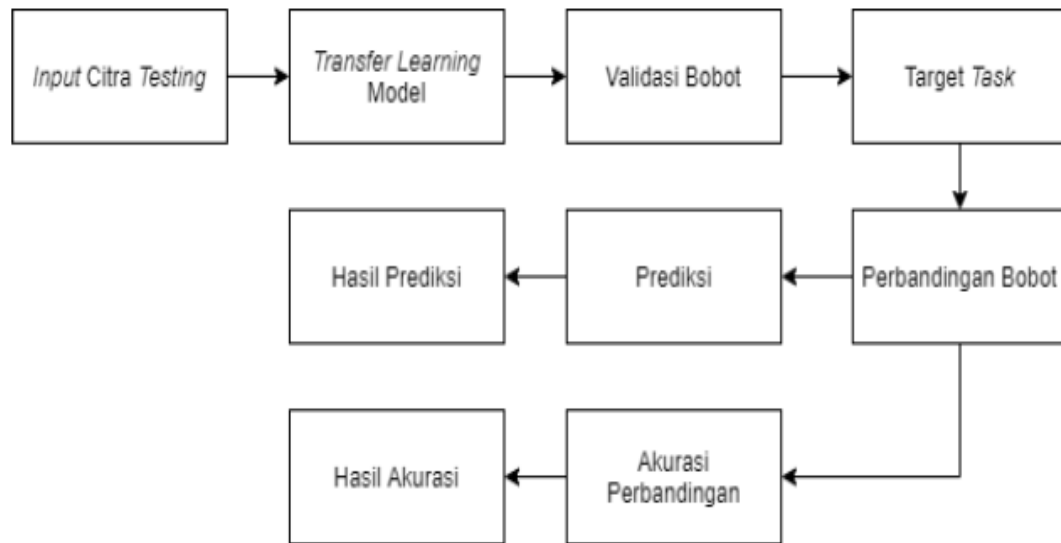 Input Citra Testing
Transfer Learning
Model
Validasi Bobot
Target Task
Hasil Prediksi
Prediksi
Perbandingan Bobot
Hasil Akurasi
Akurasi
Perbandingan